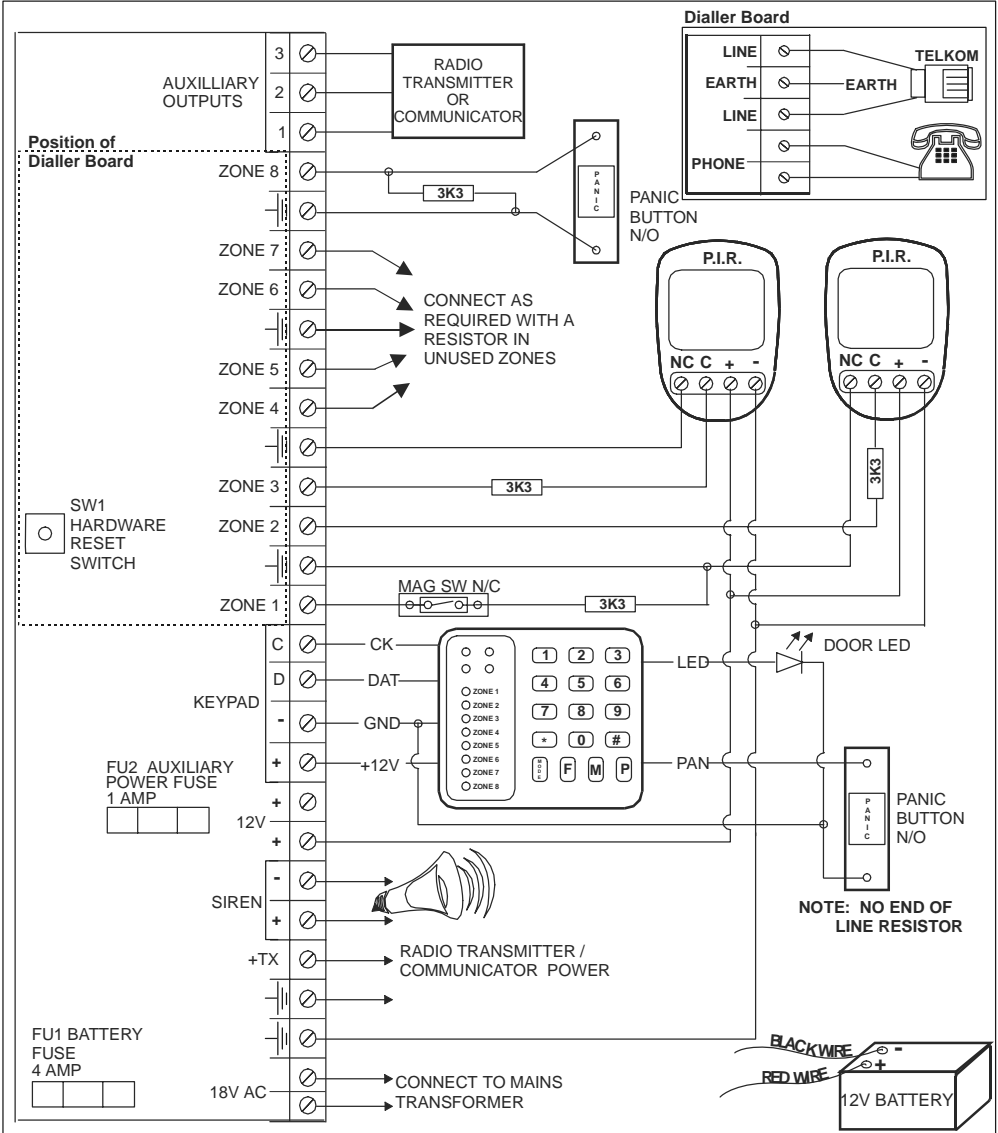 Dialler Board
LINE
EARTH
LINE
PHONE
EARTH
TELKOM
3
2
1
AUXILLIARY
OUTPUTS
RADIO
TRANSMITTER
OR
COMMUNICATOR
Position of
Dialler Board
ZONE 8
3K3
PANIC
PANIC
BUTTON
N/O
ZONE 7
ZONE 6
ZONE 5
ZONE 4
CONNECT AS
REQUIRED WITH A
RESISTOR IN
UNUSED ZONES
P.I.R.
NC C + -
P.I.R.
NC C + -
ZONE 3
3K3
3K3
ZONE 2
SW1
HARDWARE
RESET
SWITCH
ZONE 1
MAG SW N/C
3K3
C
D
-
+
KEYPAD
CK
DAT
GND
+12V
ZONE 1
ZONE 2
ZONE 3
ZONE 4
ZONE 5
ZONE 6
ZONE 7
ZONE 8
1 2 3
4 5 6
7 8 9
* 0 #
MODE F M P
LED
DOOR LED
PAN
PANIC
PANIC
BUTTON
N/O
NOTE: NO END OF
LINE RESISTOR
FU2 AUXILIARY
POWER FUSE
1 AMP
+
12V
+
-
SIREN
+
+TX
RADIO TRANSMITTER /
COMMUNICATOR POWER
FU1 BATTERY
FUSE
4 AMP
18V AC
CONNECT TO MAINS
TRANSFORMER
BLACK WIRE
-
RED WIRE
+
12V BATTERY